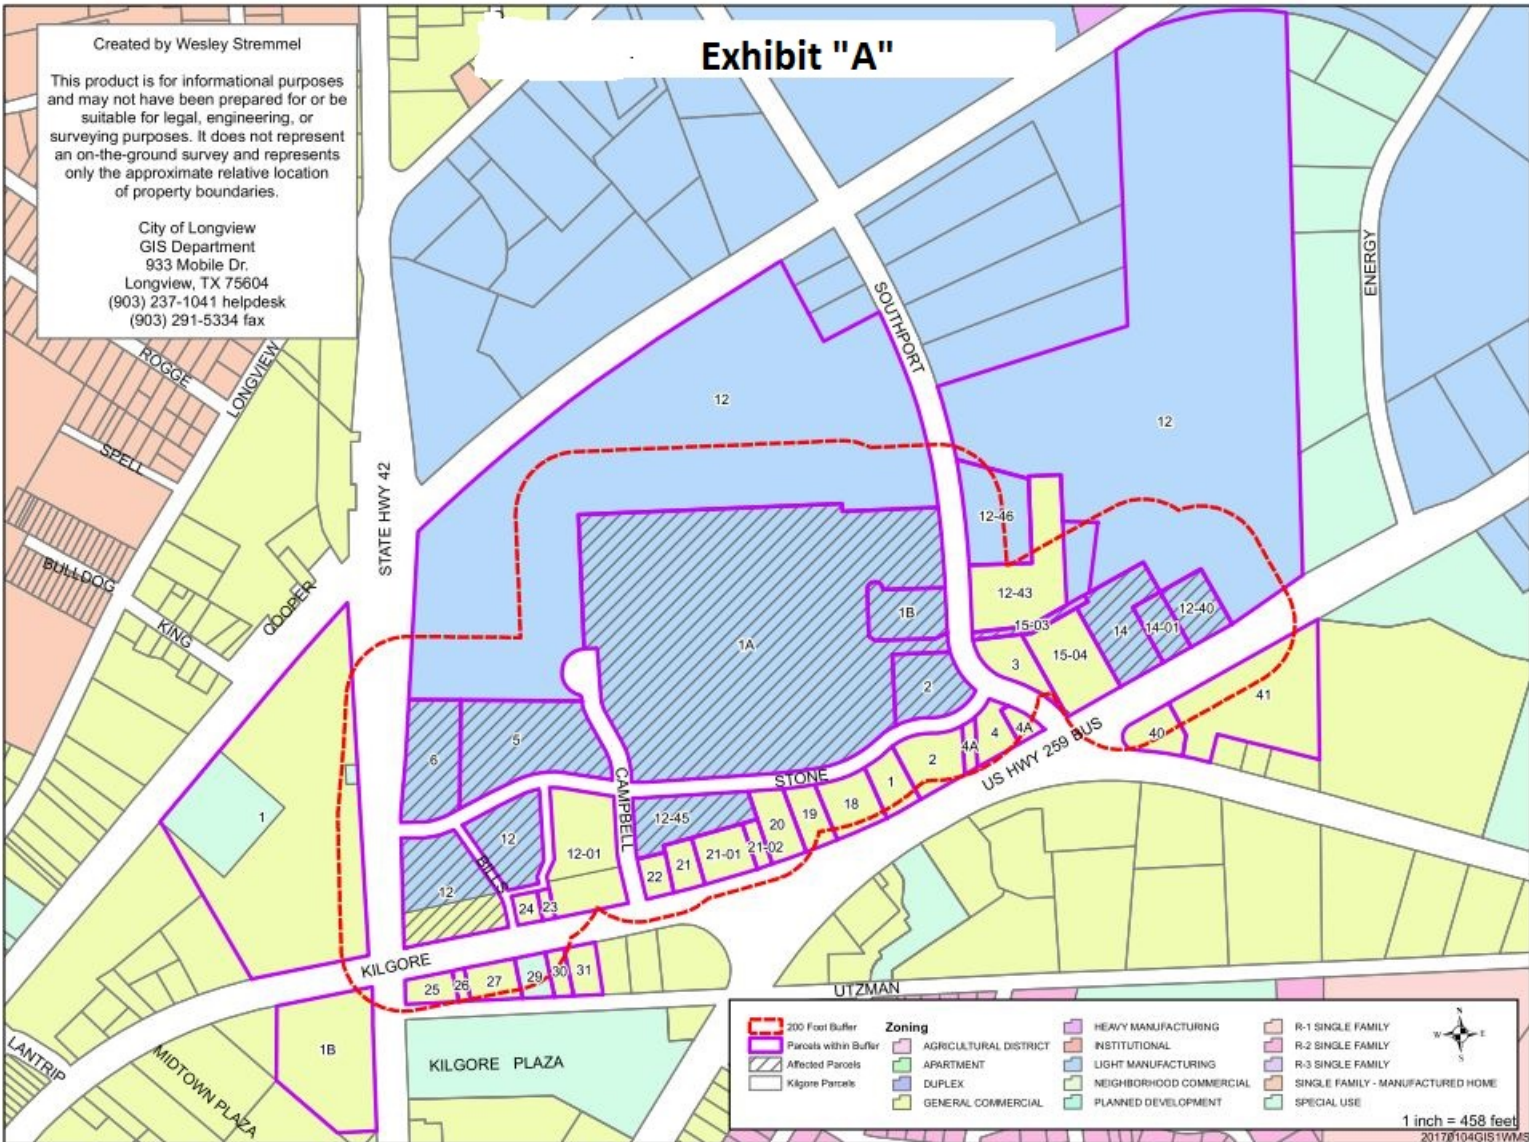 Exhibit "A"
Created by Wesley Stremmel
This product is for informational purposes
and may not have been prepared for or be
suitable for legal, engineering, or
surveying purposes. It does not represent
an on-the-ground survey and represents
only the approximate relative location
of property boundaries.
City of Longview
GIS Department
933 Mobile Dr.
Longview, TX 75604
(903) 237-1041 helpdesk
(903) 291-5334 fax
ROGGE
LONGVIEW
SPELL
BULLDOG
KING
COOPER
STATE HWY 42
SOUTHPORT
ENERGY
12
12
12-46
12-43
1B
15-03
14
14-01
12-40
1A
3
15-04
2
41
6
5
4A
4
4A
40
US HWY 259 BUS
2
STONE
1
CAMPBELL
18
19
20
12-45
1
12
12-01
21-02
21-01
21
22
BILLS
12
24
23
KILGORE
25
26
27
29
30
31
UTZMAN
1B
LANTRIP
MIDTOWN PLAZA
KILGORE PLAZA
200 Foot Buffer
Parcels within Buffer
Affected Parcels
Kilgore Parcels
Zoning
AGRICULTURAL DISTRICT
APARTMENT
DUPLEX
GENERAL COMMERCIAL
HEAVY MANUFACTURING
INSTITUTIONAL
LIGHT MANUFACTURING
NEIGHBORHOOD COMMERCIAL
PLANNED DEVELOPMENT
R-1 SINGLE FAMILY
R-2 SINGLE FAMILY
R-3 SINGLE FAMILY
SINGLE FAMILY - MANUFACTURED HOME
SPECIAL USE
N
W E
S
1 inch = 458 feet
20170104GIS1WMS